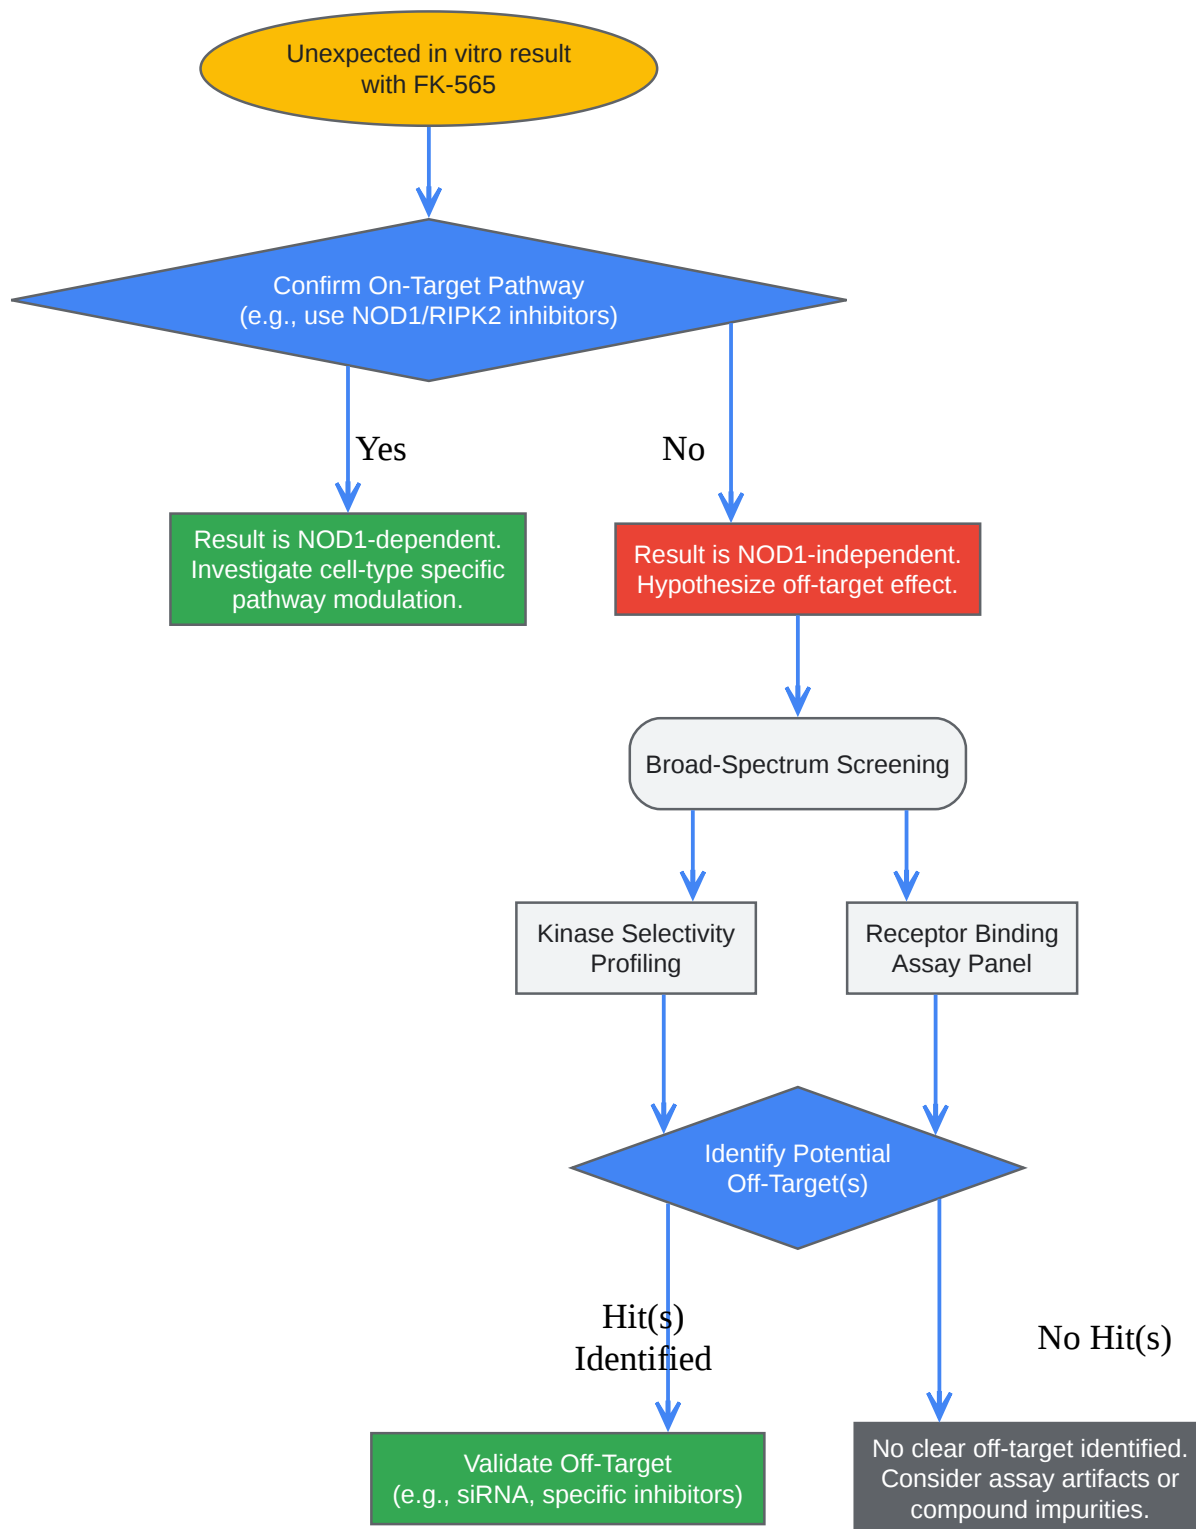 Unexpected in vitro result
with FK-565
Confirm On-Target Pathway
(e.g., use NOD1/RIPK2 inhibitors)
Yes
No
Result is NOD1-dependent.
Investigate cell-type specific
pathway modulation.
Result is NOD1-independent.
Hypothesize off-target effect.
Broad-Spectrum Screening
Kinase Selectivity
Profiling
Receptor Binding
Assay Panel
Identify Potential
Off-Target(s)
Hit(s)
Identified
No Hit(s)
Validate Off-Target
(e.g., siRNA, specific inhibitors)
No clear off-target identified.
Consider assay artifacts or
compound impurities.